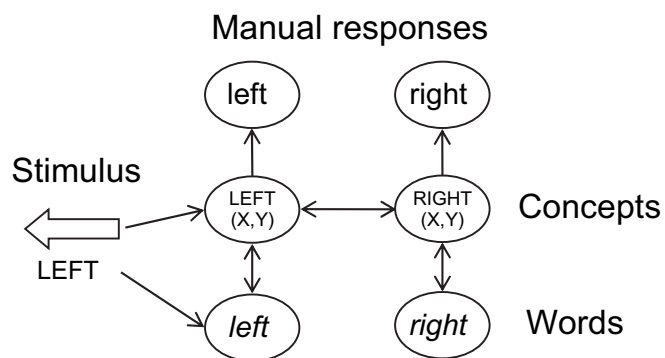 Manual responses
left
right
Stimulus
LEFT
(X,Y)
RIGHT
(X,Y)
Concepts
LEFT
left
right
Words